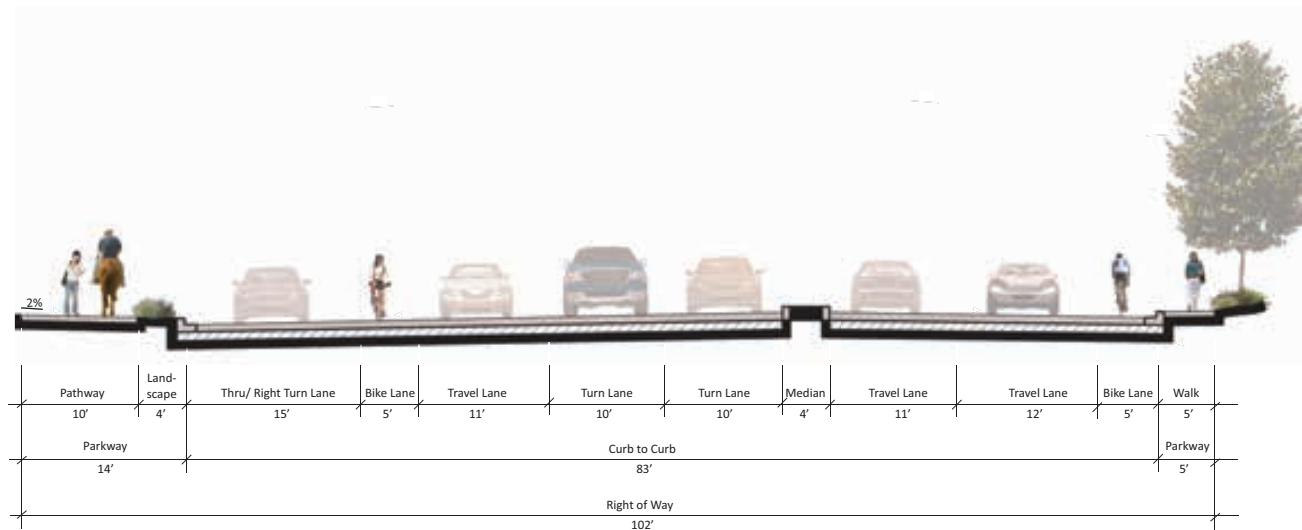 2%
Pathway
10’
Land-
scape
4’
Thru/ Right Turn Lane
15’
Bike Lane
5’
Travel Lane
11’
Turn Lane
10’
Turn Lane
10’
Median
4’
Travel Lane
11’
Travel Lane
12’
Bike Lane
5’
Walk
5’
Parkway
14’
Curb to Curb
83’
Parkway
5’
Right of Way
102’